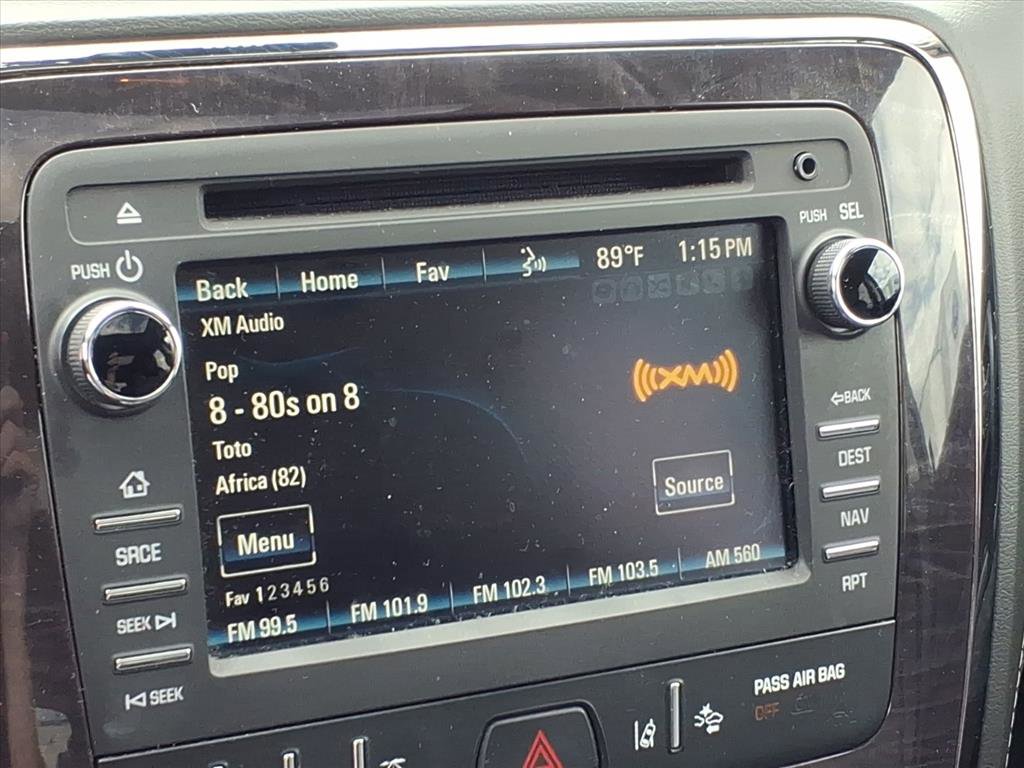 PUSH SEL
PUSH
Back Home Fav 89°F 1:15 PM
XM Audio
Pop
8 - 80s on 8
Toto
Africa (82)
XM
Source
Menu
Fav 1 2 3 4 5 6
FM 99.5 FM 101.9 FM 102.3 FM 103.5 AM 560
SRCE
SEEK
SEEK
BACK
DEST
NAV
RPT
PASS AIR BAG
OFF